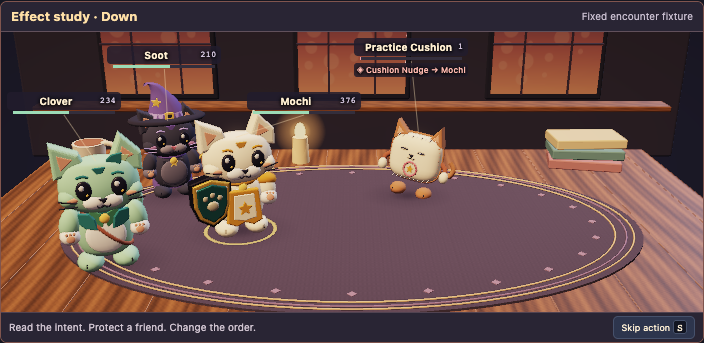 Effect study · Down
Fixed encounter fixture
Soot 210
Practice Cushion 1
◈ Cushion Nudge → Mochi
Clover 234
Mochi 376
Read the intent. Protect a friend. Change the order.
Skip action S